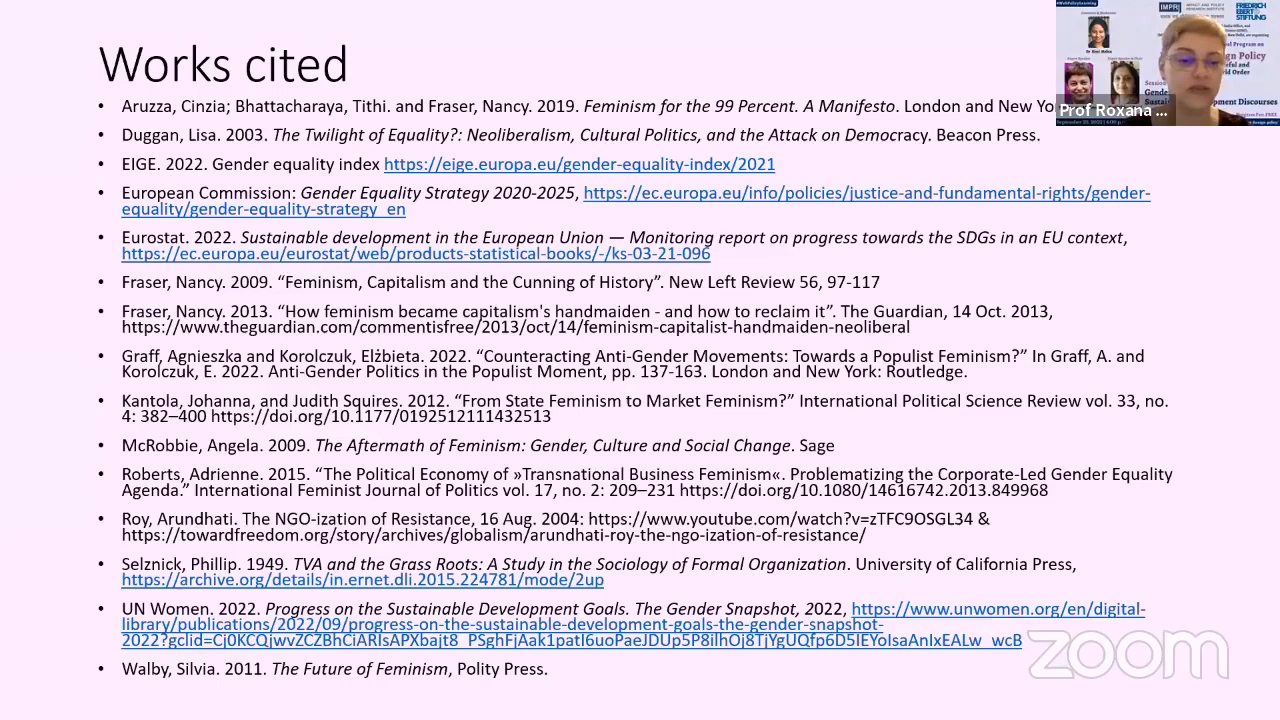 Works cited
• Aruzza, Cinzia; Bhattacharaya, Tithi. and Fraser, Nancy. 2019. Feminism for the 99 Percent. A Manifesto. London and New Yo
• Duggan, Lisa. 2003. The Twilight of Equality?: Neoliberalism, Cultural Politics, and the Attack on Democracy. Beacon Press.
• EIGE. 2022. Gender equality index https://eige.europa.eu/gender-equality-index/2021
• European Commission: Gender Equality Strategy 2020-2025, https://ec.europa.eu/info/policies/justice-and-fundamental-rights/gender-
equality/gender-equality-strategy_en
• Eurostat. 2022. Sustainable development in the European Union — Monitoring report on progress towards the SDGs in an EU context,
https://ec.europa.eu/eurostat/web/products-statistical-books/-/ks-03-21-096
• Fraser, Nancy. 2009. “Feminism, Capitalism and the Cunning of History”. New Left Review 56, 97-117
• Fraser, Nancy. 2013. “How feminism became capitalism's handmaiden - and how to reclaim it”. The Guardian, 14 Oct. 2013,
https://www.theguardian.com/commentisfree/2013/oct/14/feminism-capitalist-handmaiden-neoliberal
• Graff, Agnieszka and Korolczuk, Elżbieta. 2022. “Counteracting Anti-Gender Movements: Towards a Populist Feminism?” In Graff, A. and
Korolczuk, E. 2022. Anti-Gender Politics in the Populist Moment, pp. 137-163. London and New York: Routledge.
• Kantola, Johanna, and Judith Squires. 2012. “From State Feminism to Market Feminism?” International Political Science Review vol. 33, no.
4: 382–400 https://doi.org/10.1177/0192512111432513
• McRobbie, Angela. 2009. The Aftermath of Feminism: Gender, Culture and Social Change. Sage
• Roberts, Adrienne. 2015. “The Political Economy of »Transnational Business Feminism«. Problematizing the Corporate-Led Gender Equality
Agenda.” International Feminist Journal of Politics vol. 17, no. 2: 209–231 https://doi.org/10.1080/14616742.2013.849968
• Roy, Arundhati. The NGO-ization of Resistance, 16 Aug. 2004: https://www.youtube.com/watch?v=zTFC9OSGL34 &
https://towardfreedom.org/story/archives/globalism/arundhati-roy-the-ngo-ization-of-resistance/
• Selznick, Phillip. 1949. TVA and the Grass Roots: A Study in the Sociology of Formal Organization. University of California Press,
https://archive.org/details/in.ernet.dli.2015.224781/mode/2up
• UN Women. 2022. Progress on the Sustainable Development Goals. The Gender Snapshot, 2022, https://www.unwomen.org/en/digital-
library/publications/2022/09/progress-on-the-sustainable-development-goals-the-gender-snapshot-
2022?gclid=Cj0KCQjwvZCZBhCiARIsAPXbajt8_PSghFjAak1patI6uoPaeJDUp5P8ilhOj8TjYgUQfp6D5IEYoIsaAnIxEALw_wcB
• Walby, Silvia. 2011. The Future of Feminism, Polity Press.
IMPRI
FRIEDRICH
EBERT
STIFTUNG
Prof Roxana ...
zoom